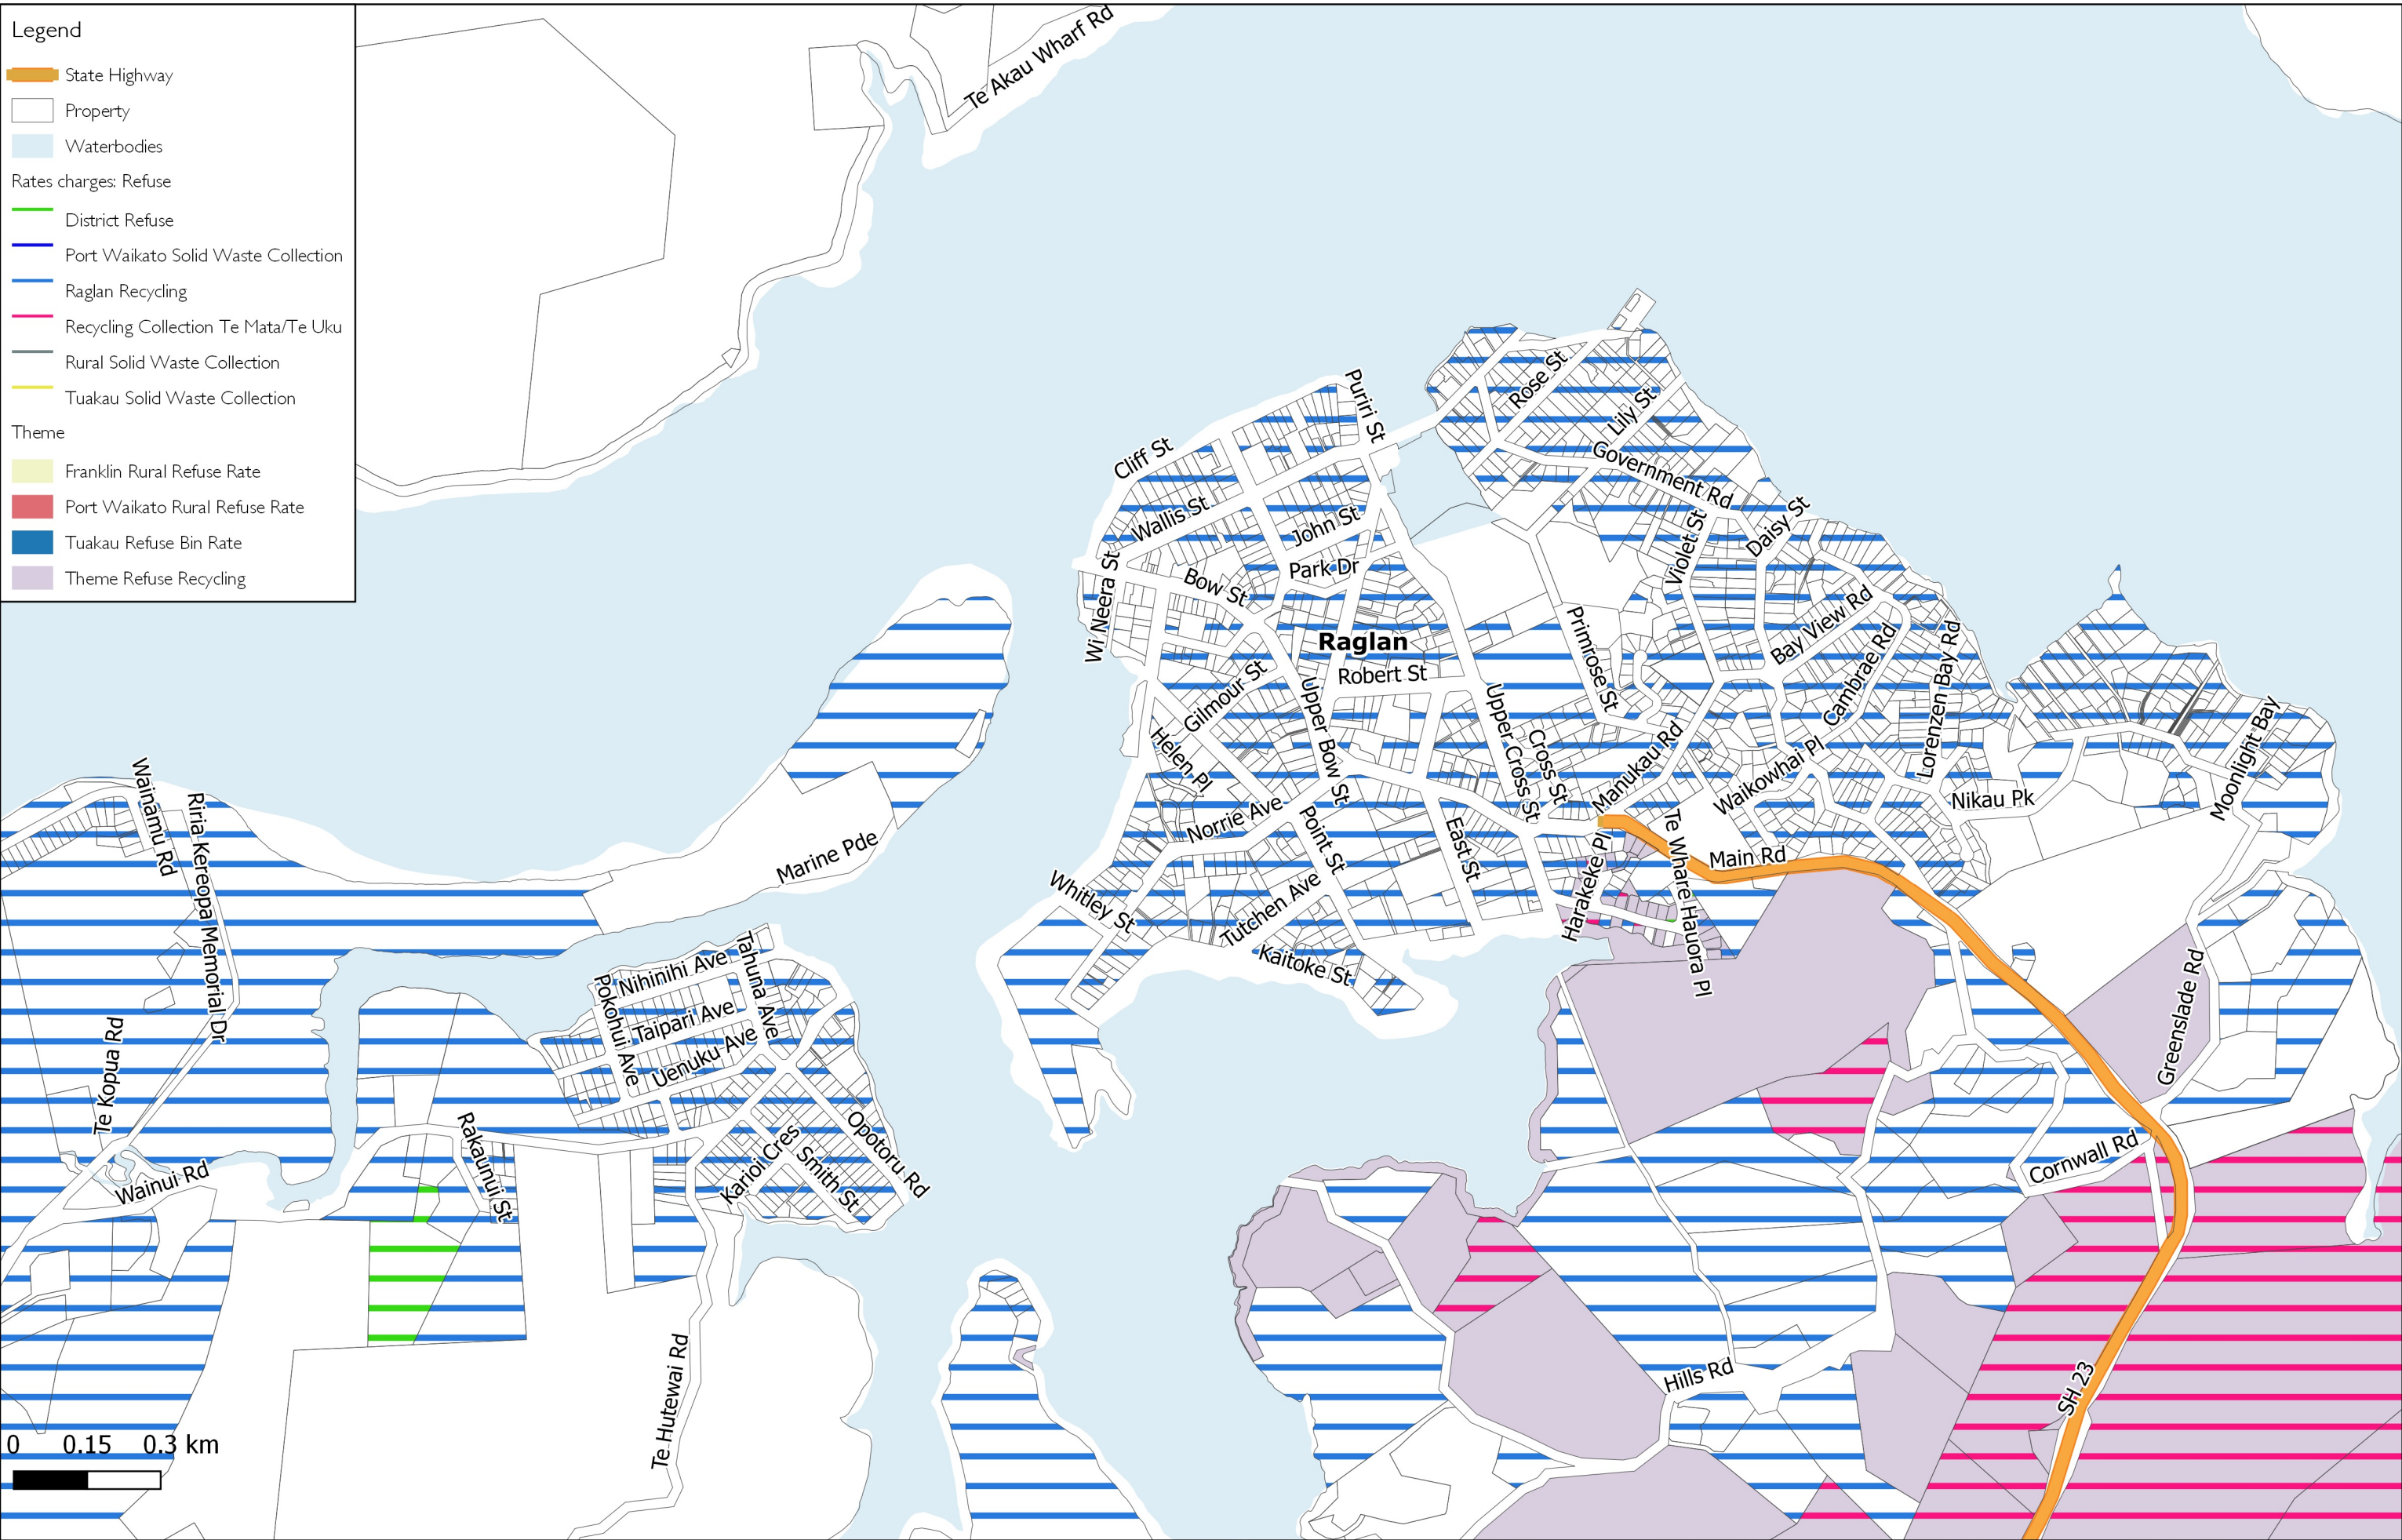 Legend
State Highway
Property
Waterbodies
Rates charges: Refuse
District Refuse
Port Waikato Solid Waste Collection
Raglan Recycling
Recycling Collection Te Mata/Te Uku
Rural Solid Waste Collection
Tuakau Solid Waste Collection
Theme
Franklin Rural Refuse Rate
Port Waikato Rural Refuse Rate
Tuakau Refuse Bin Rate
Theme Refuse Recycling
Te Akau Wharf Rd
Puriri St
Rose St
Lilly St
G
Government Rd
Cliff St
Wallis St
John St
Park Dr
Bow St
Wi Neera St
Violet St
Daisy St
Bay View Rd
Cambrae Rd
Lorenzen Bay Rd
Primrose St
Raglan
Robert St
Gilmour St
Upper Bow St
Upper Cross St
Cross St
Manukau Rd
Waikowhai Pl
Nikau Pk
Moonlight Bay
Helen Pl
Norrie Ave
Point St
East St
Harakeke Pl
Te Whare Hauora Pl
Main Rd
Marine Pde
Whitley St
Tutchen Ave
Kaitoke St
Greenslade Rd
Wainamu Rd
Riria Kereopa Memorial Dr
Te Kopua Rd
Wainui Rd
Nihinihi Ave
Tahuna Ave
Pokohui Ave
Taipari Ave
Uenuku Ave
Rakaunui St
Karioi Cres
Smith St
Opotoru Rd
Cornwall Rd
Te Hutewai Rd
Hills Rd
SH 23
0 0.15 0.3 km